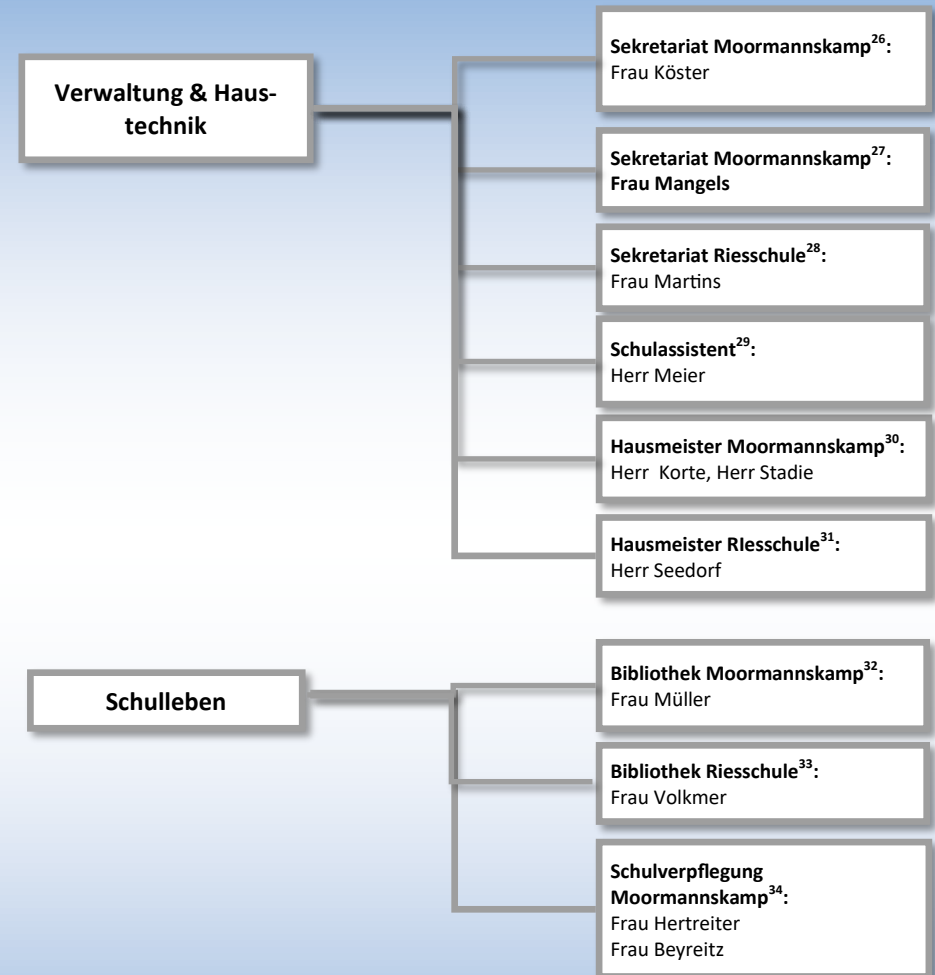 Verwaltung & Haus-
technik
Sekretariat Moormannskamp²⁶:
Frau Köster
Sekretariat Moormannskamp²⁷:
Frau Mangels
Sekretariat Riesschule²⁸:
Frau Martins
Schulassistent²⁹:
Herr Meier
Hausmeister Moormannskamp³⁰:
Herr  Korte, Herr Stadie
Hausmeister RIesschule³¹:
Herr Seedorf
Schulleben
Bibliothek Moormannskamp³²:
Frau Müller
Bibliothek Riesschule³³:
Frau Volkmer
Schulverpflegung
Moormannskamp³⁴:
Frau Hertreiter
Frau Beyreitz